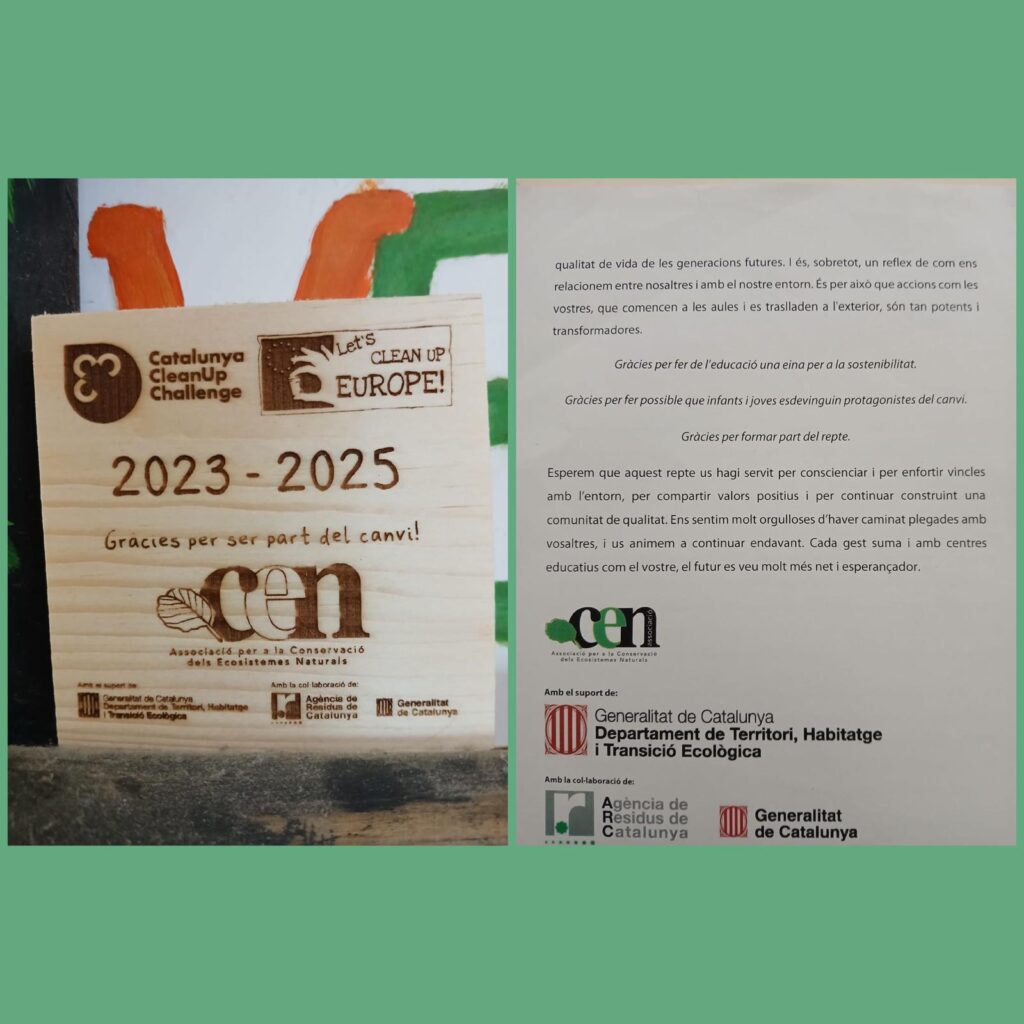 Catalunya
CleanUp
Challenge
Let's
CLEAN UP
EUROPE!
2023 - 2025
Gràcies per ser part del canvi!
cen
Associació per a la Conservació
dels Ecosistemes Naturals
Amb el suport de:
Generalitat de Catalunya
Departament de Territori, Habitatge
i Transició Ecològica
Amb la col·laboració de:
Agència de
Residus de
Catalunya
Generalitat
de Catalunya
qualitat de vida de les generacions futures. I és, sobretot, un reflex de com ens
relacionem entre nosaltres i amb el nostre entorn. És per això que accions com les
vostres, que comencen a les aules i es traslladen a l'exterior, són tan potents i
transformadores.
Gràcies per fer de l'educació una eina per a la sostenibilitat.
Gràcies per fer possible que infants i joves esdevinguin protagonistes del canvi.
Gràcies per formar part del repte.
Esperem que aquest repte us hagi servit per conscienciar i per enfortir vincles
amb l'entorn, per compartir valors positius i per continuar construint una
comunitat de qualitat. Ens sentim molt orgulloses d'haver caminat plegades amb
vosaltres, i us animem a continuar endavant. Cada gest suma i amb centres
educatius com el vostre, el futur es veu molt més net i esperançador.
cen
associació
Associació per a la Conservació
dels Ecosistemes Naturals
Amb el suport de:
Generalitat de Catalunya
Departament de Territori, Habitatge
i Transició Ecològica
Amb la col·laboració de:
Agència de
Residus de
Catalunya
Generalitat
de Catalunya